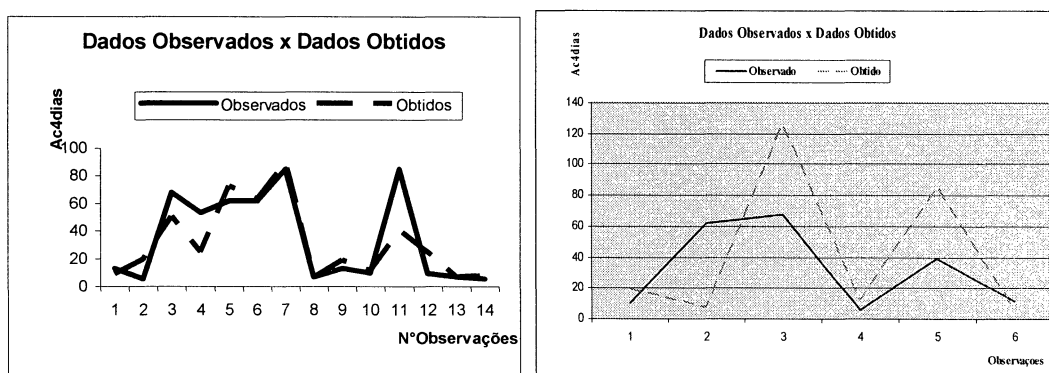 Dados Observados x Dados Obtidos
Ac4dias
Observados Obtidos
100
80
60
40
20
0
1 2 3 4 5 6 7 8 9 10 11 12 13 14
N°Observações
Dados Observados x Dados Obtidos
Ac4dias
Observado Obtido
140
120
100
80
60
40
20
0
1 2 3 4 5 6
Observaçoes